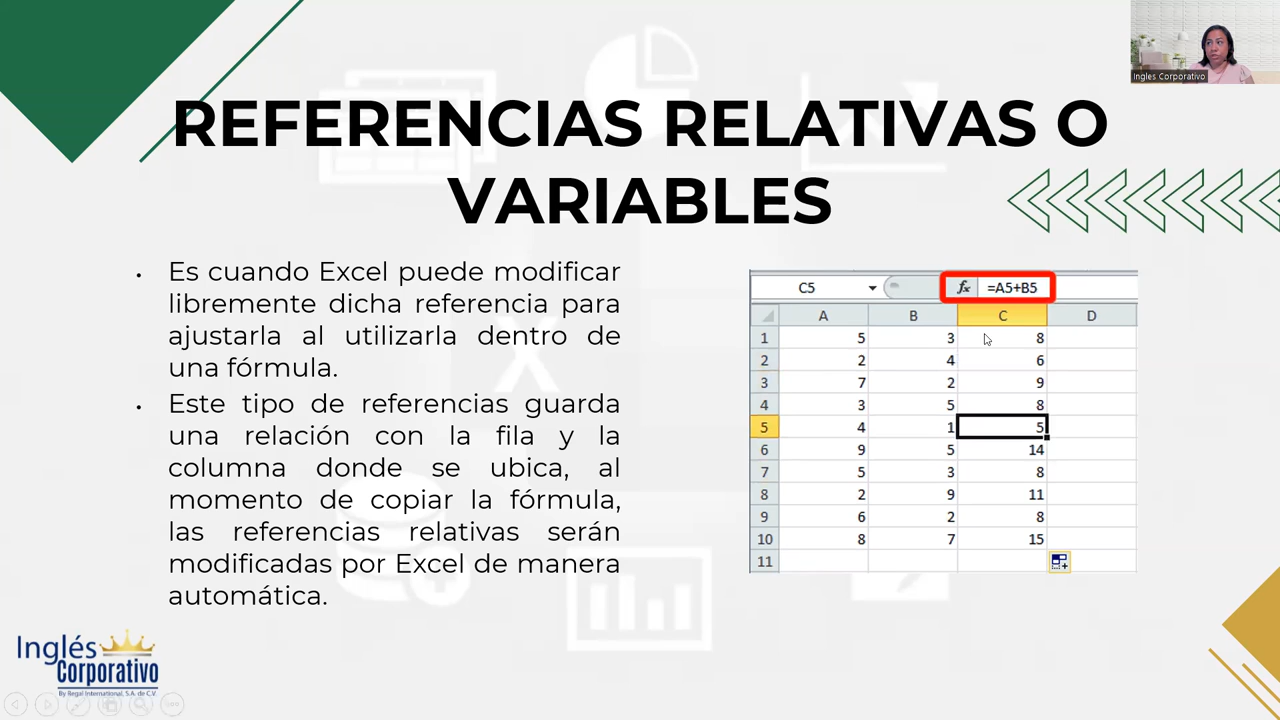 Ingles Corporativo
REFERENCIAS RELATIVAS O
VARIABLES
• Es cuando Excel puede modificar
libremente dicha referencia para
ajustarla al utilizarla dentro de
una fórmula.
• Este tipo de referencias guarda
una relación con la fila y la
columna donde se ubica, al
momento de copiar la fórmula,
las referencias relativas serán
modificadas por Excel de manera
automática.
C5 fx =A5+B5
A B C D
1 5 3 8
2 2 4 6
3 7 2 9
4 3 5 8
5 4 1 5
6 9 5 14
7 5 3 8
8 2 9 11
9 6 2 8
10 8 7 15
11
Inglés
Corporativo
By Regal International, S.A. de C.V.